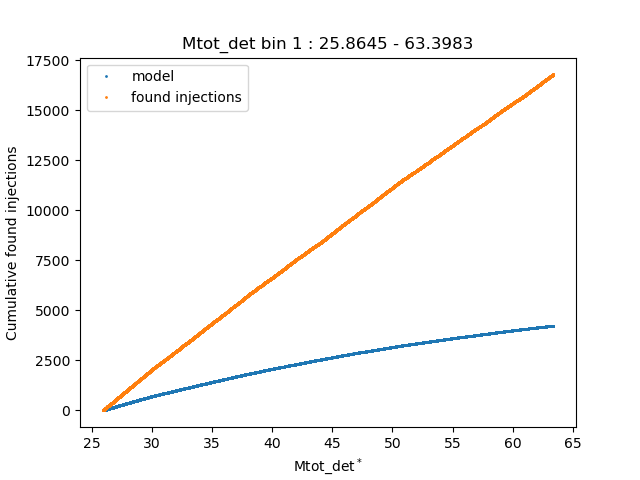 Mtot_det bin 1 : 25.8645 - 63.3983
17500
15000
12500
10000
7500
5000
2500
0
Cumulative found injections
model
found injections
25 30 35 40 45 50 55 60 65
Mtot_det*